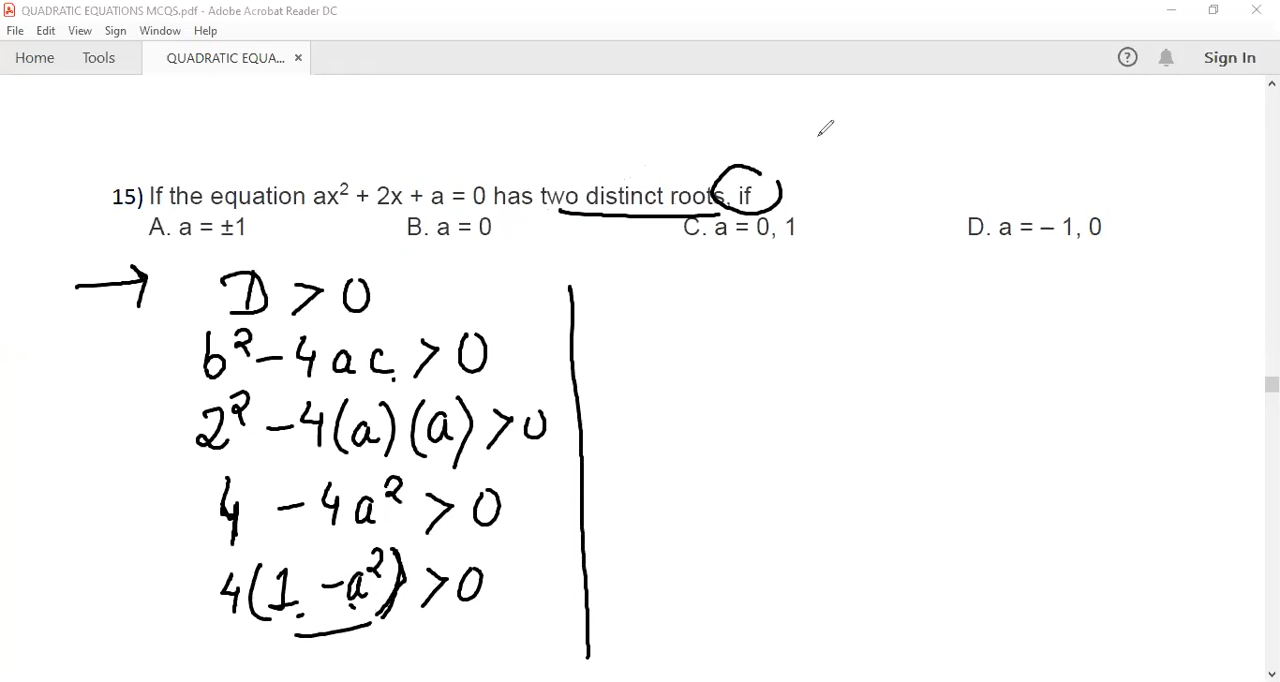 QUADRATIC EQUATIONS MCQS.pdf - Adobe Acrobat Reader DC
File Edit View Sign Window Help
Home Tools QUADRATIC EQUA... × Sign In
15) If the equation ax² + 2x + a = 0 has two distinct roots, if
A. a = ±1 B. a = 0 C. a = 0, 1 D. a = – 1, 0
→ D > 0
b² – 4ac > 0
2² – 4(a)(a) > 0
4 – 4a² > 0
4(1 – a²) > 0